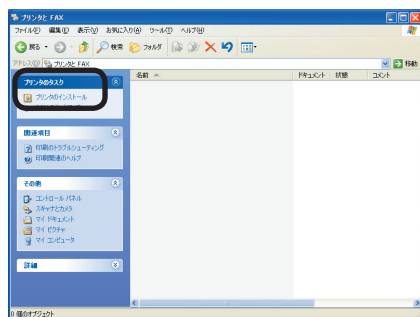 プリンタと FAX
ファイル(F) 編集(E) 表示(V) お気に入り(A) ツール(T) ヘルプ(H)
戻る 検索 フォルダ
アドレス(D) プリンタと FAX 移動
名前 ドキュメント 状態 コメント
プリンタのタスク
プリンタのインストール
関連項目
印刷のトラブルシューティング
印刷関連のヘルプ
その他
コントロール パネル
スキャナとカメラ
マイ ドキュメント
マイ ピクチャ
マイ コンピュータ
詳細
0 個のオブジェクト